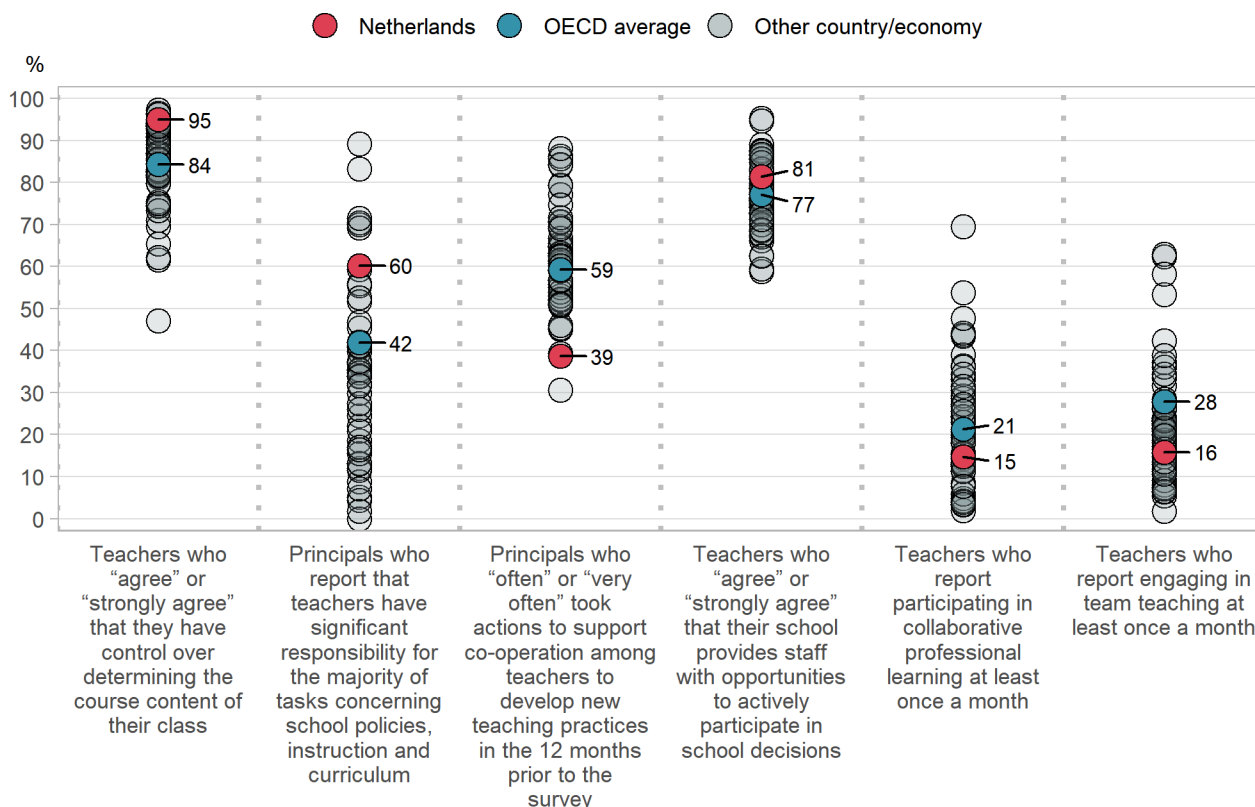 Netherlands OECD average Other country/economy
%
100
90
80
70
60
50
40
30
20
10
0
95
84
60
42
59
39
81
77
21
15
28
16
Teachers who
“agree” or
“strongly agree”
that they have
control over
determining the
course content of
their class
Principals who
report that
teachers have
significant
responsibility for
the majority of
tasks concerning
school policies,
instruction and
curriculum
Principals who
“often” or “very
often” took
actions to support
co-operation among
teachers to
develop new
teaching practices
in the 12 months
prior to the
survey
Teachers who
“agree” or
“strongly agree”
that their school
provides staff
with opportunities
to actively
participate in
school decisions
Teachers who
report
participating in
collaborative
professional
learning at least
once a month
Teachers who
report engaging in
team teaching at
least once a month